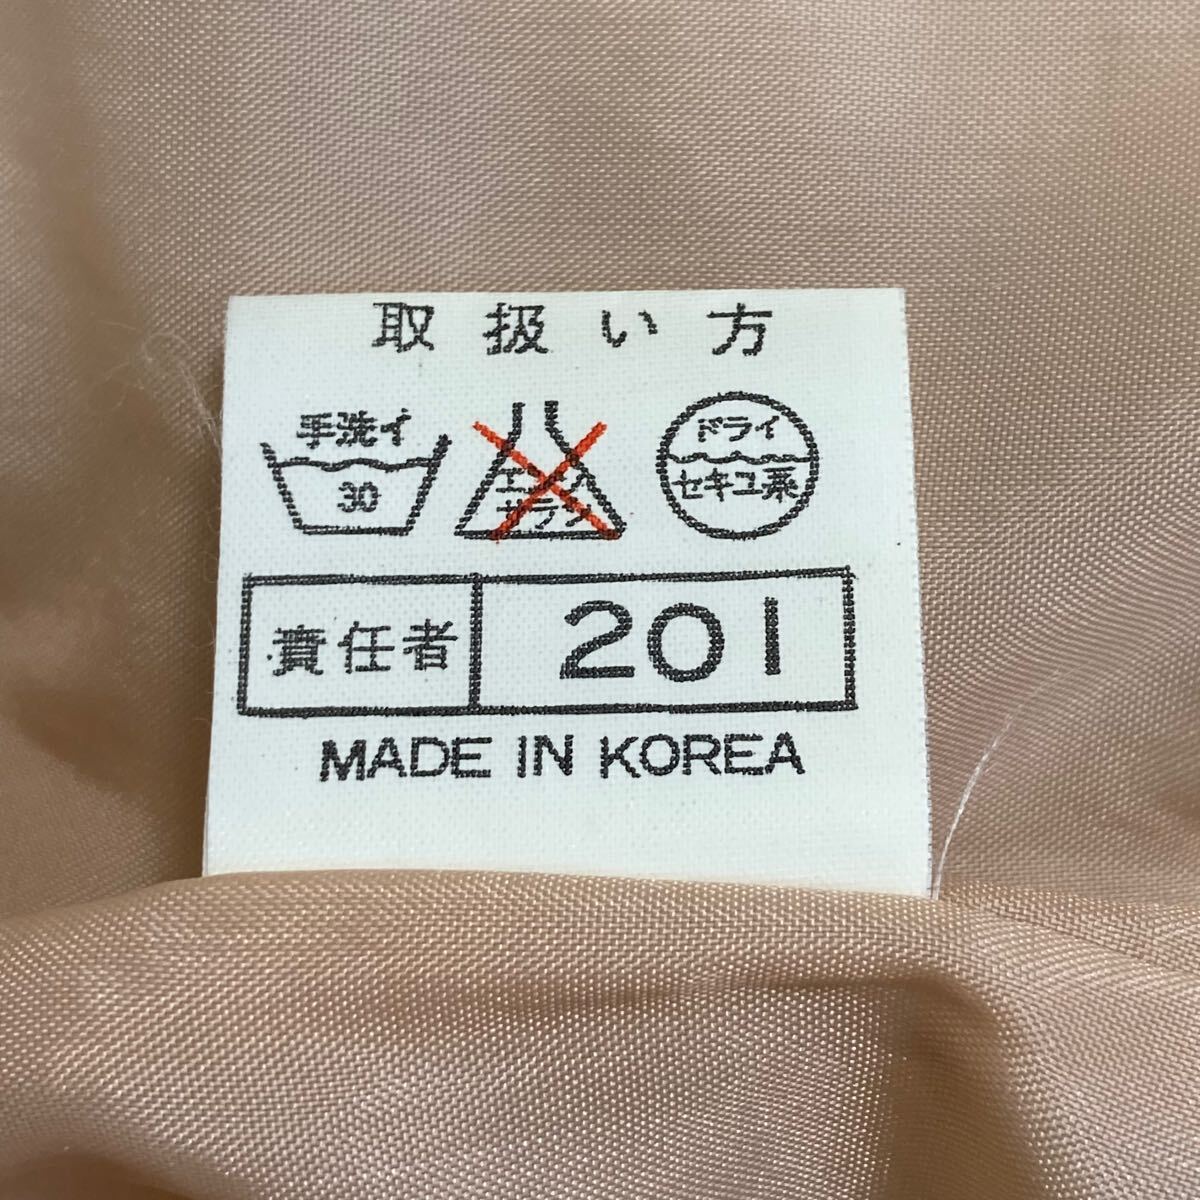 取扱い方
手洗イ
30
エンソ
サラシ
ドライ
セキユ系
責任者 201
MADE IN KOREA